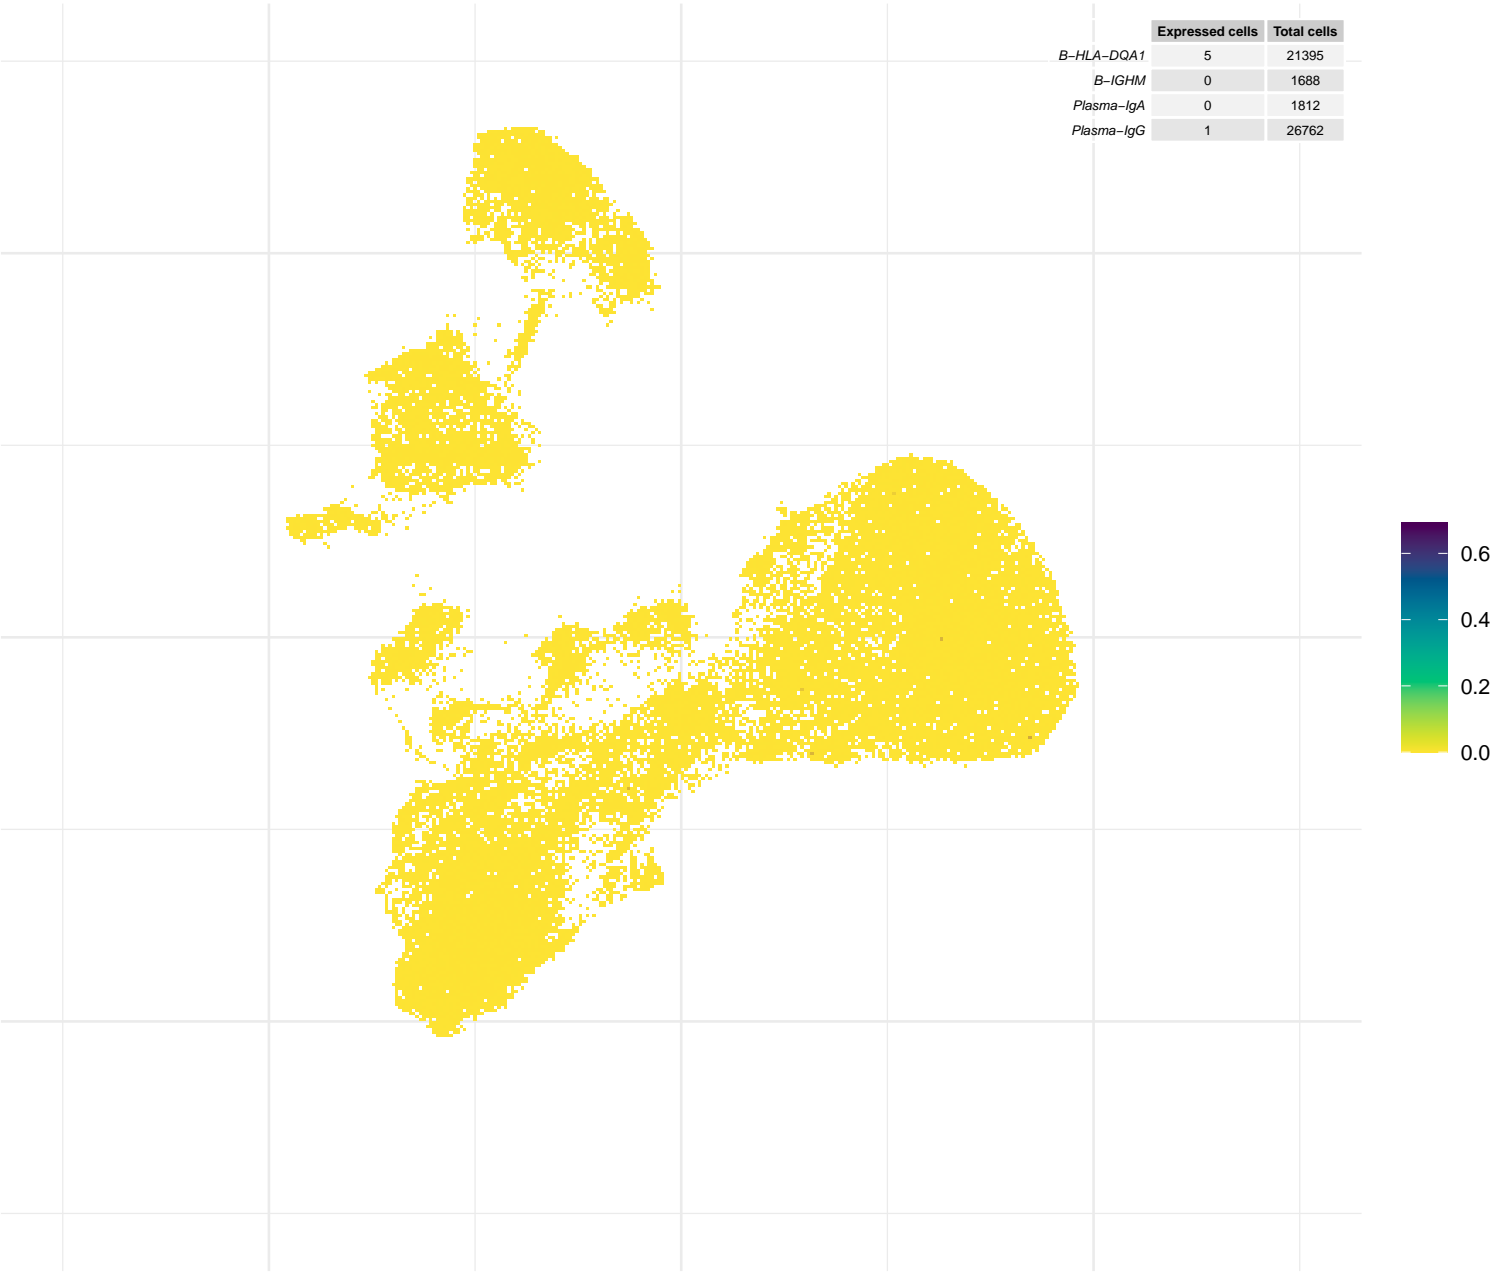 Expressed cells Total cells
B−HLA−DQA1 5 21395
B−IGHM 0 1688
Plasma−IgA 0 1812
Plasma−IgG 1 26762
0.6
0.4
0.2
0.0